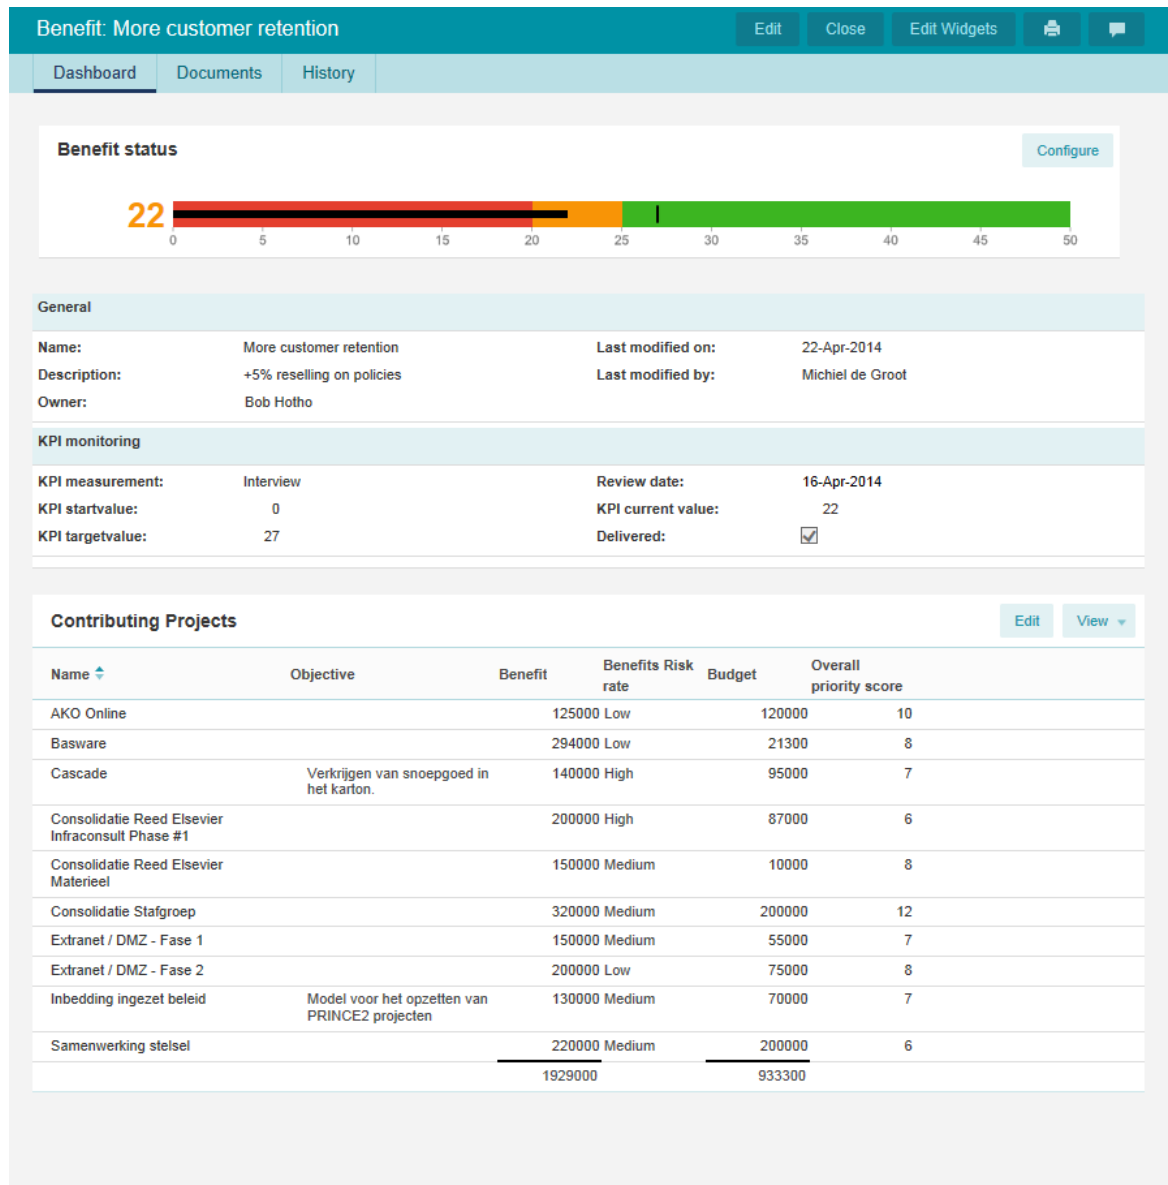 Benefit: More customer retention
Edit Close Edit Widgets
Dashboard Documents History
Benefit status
Configure
22
0 5 10 15 20 25 30 35 40 45 50
General
Name: More customer retention Last modified on: 22-Apr-2014
Description: +5% reselling on policies Last modified by: Michiel de Groot
Owner: Bob Hotho
KPI monitoring
KPI measurement: Interview Review date: 16-Apr-2014
KPI startvalue: 0 KPI current value: 22
KPI targetvalue: 27 Delivered:
Contributing Projects
Edit View
Name Objective Benefit Benefits Risk rate Budget Overall priority score
AKO Online 125000 Low 120000 10
Basware 294000 Low 21300 8
Cascade Verkrijgen van snoepgoed in 140000 High 95000 7
het karton.
Consolidatie Reed Elsevier 200000 High 87000 6
Infraconsult Phase #1
Consolidatie Reed Elsevier 150000 Medium 10000 8
Materieel
Consolidatie Stafgroep 320000 Medium 200000 12
Extranet / DMZ - Fase 1 150000 Medium 55000 7
Extranet / DMZ - Fase 2 200000 Low 75000 8
Inbedding ingezet beleid Model voor het opzetten van 130000 Medium 70000 7
PRINCE2 projecten
Samenwerking stelsel 220000 Medium 200000 6
1929000 933300